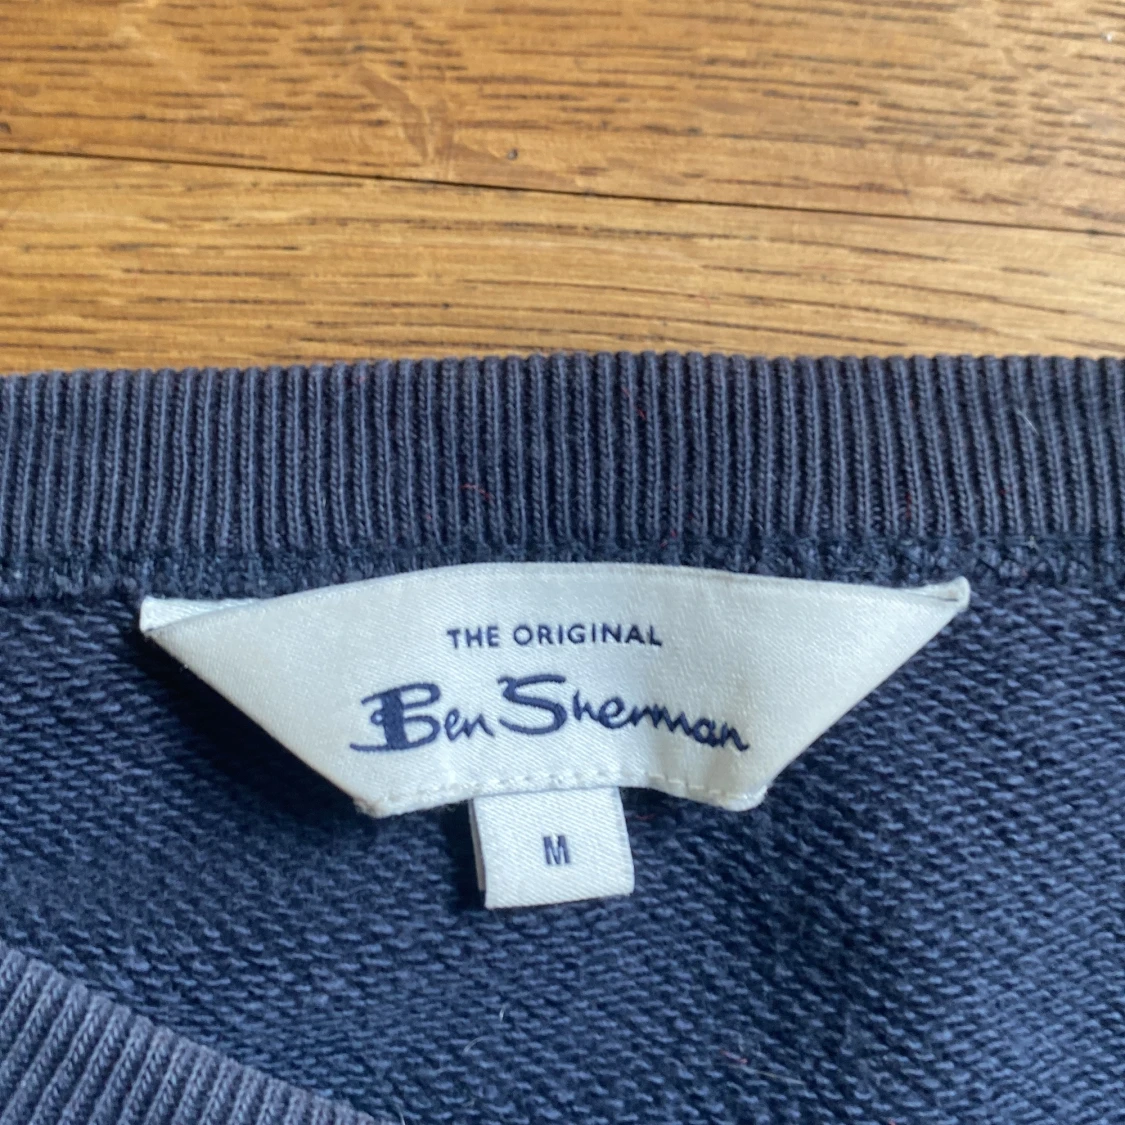 THE ORIGINAL
Ben Sherman
M